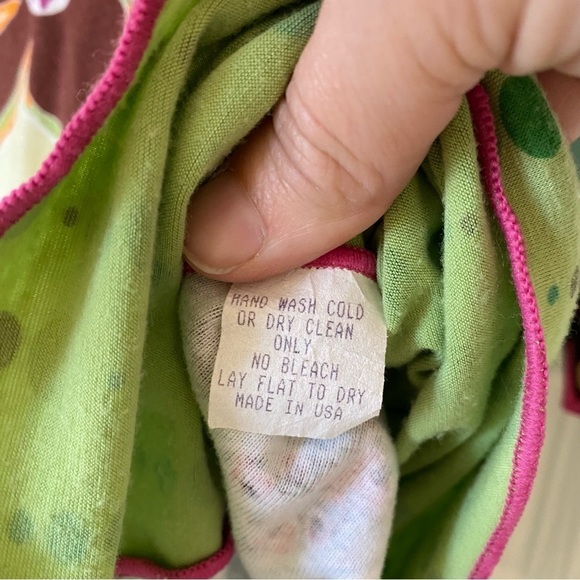 HAND WASH COLD
OR DRY CLEAN
ONLY
NO BLEACH
LAY FLAT TO DRY
MADE IN USA